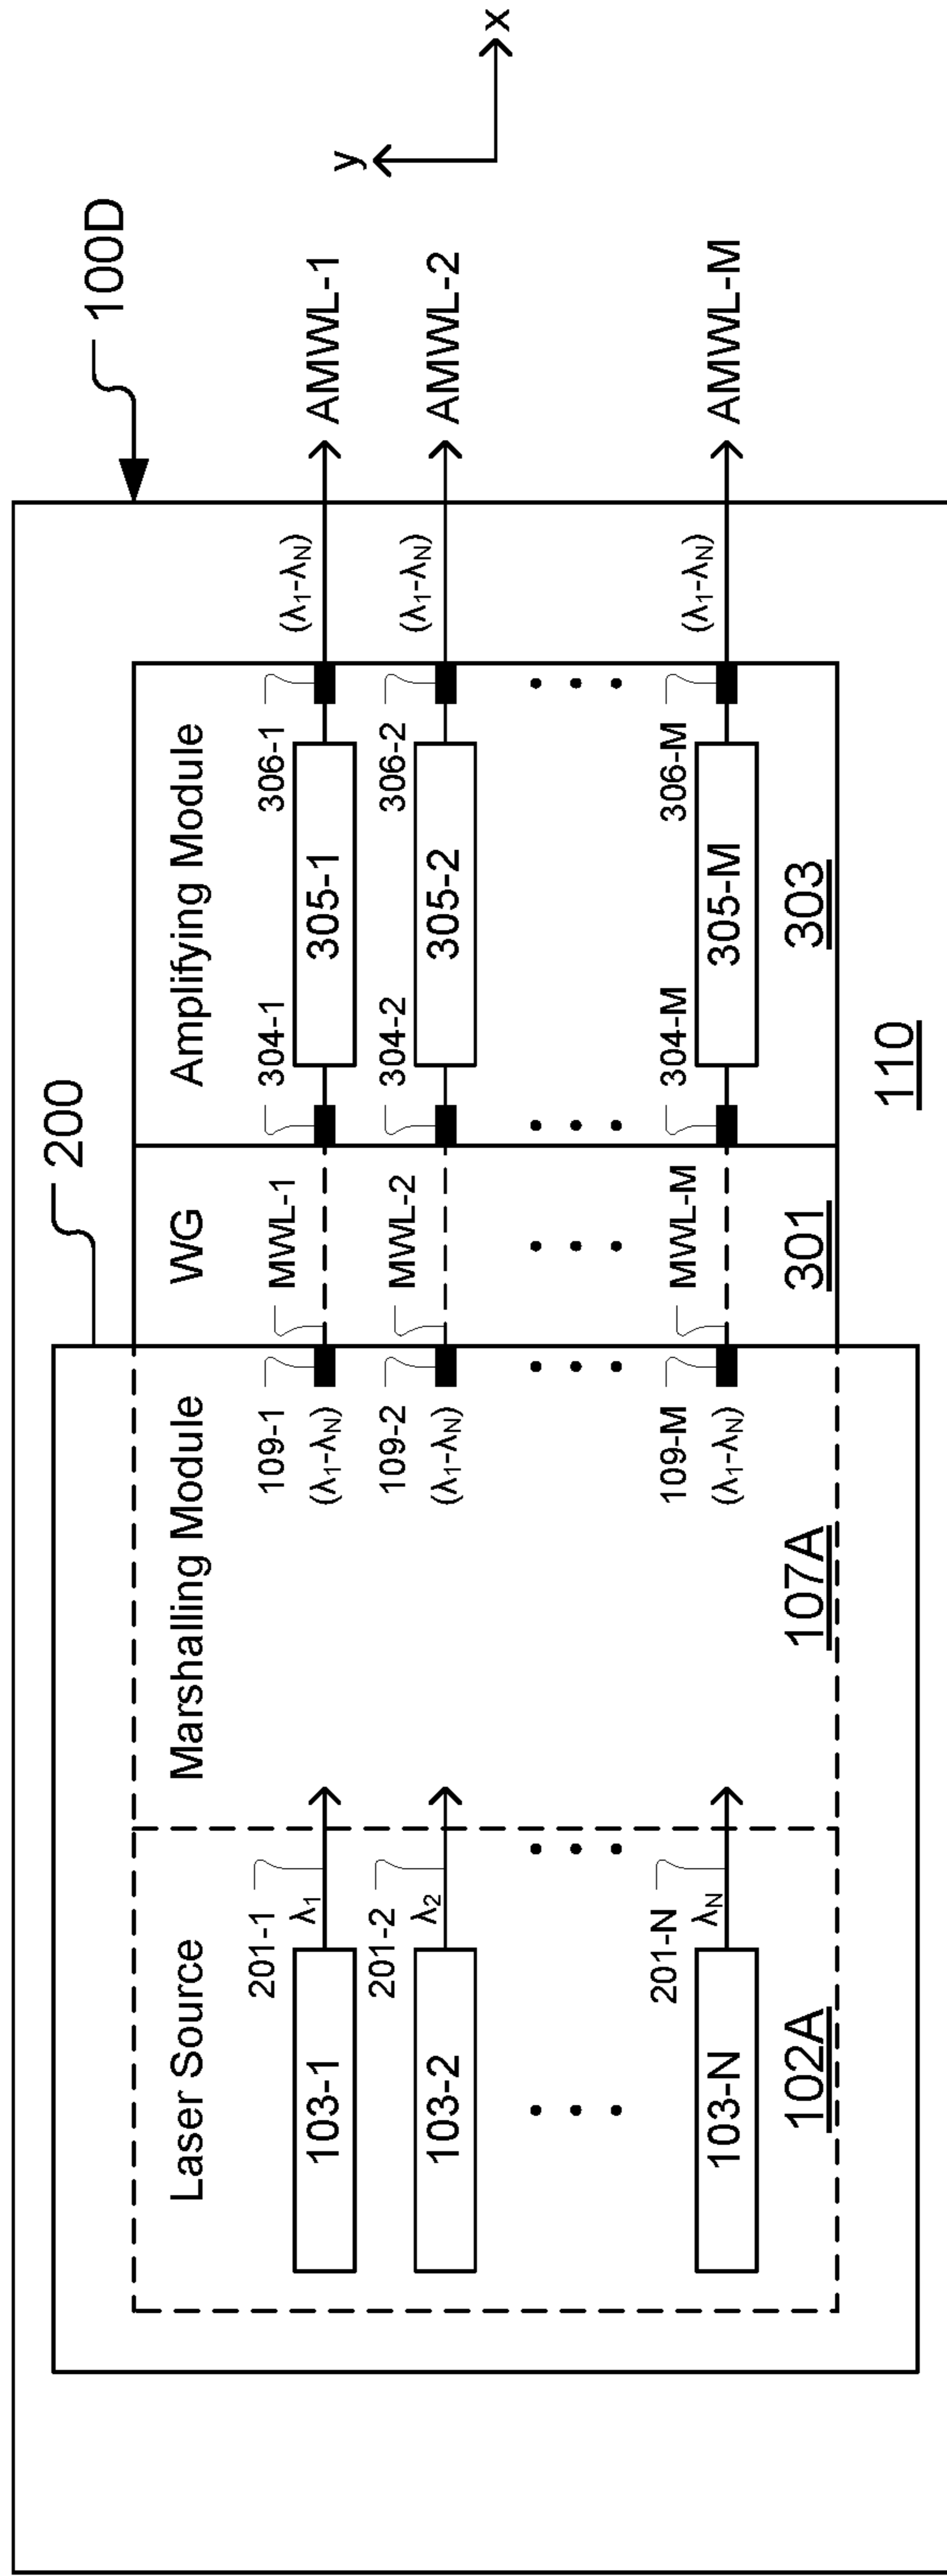 200
100D
Laser Source
Marshalling Module
WG
Amplifying Module
103-1
201-1
λ1
109-1
(λ1-λN)
MWL-1
304-1
305-1
306-1
(λ1-λN)
AMWL-1
103-2
201-2
λ2
109-2
(λ1-λN)
MWL-2
304-2
305-2
306-2
(λ1-λN)
AMWL-2
103-N
201-N
λN
109-M
(λ1-λN)
MWL-M
304-M
305-M
306-M
(λ1-λN)
AMWL-M
102A
107A
301
303
110
y
x